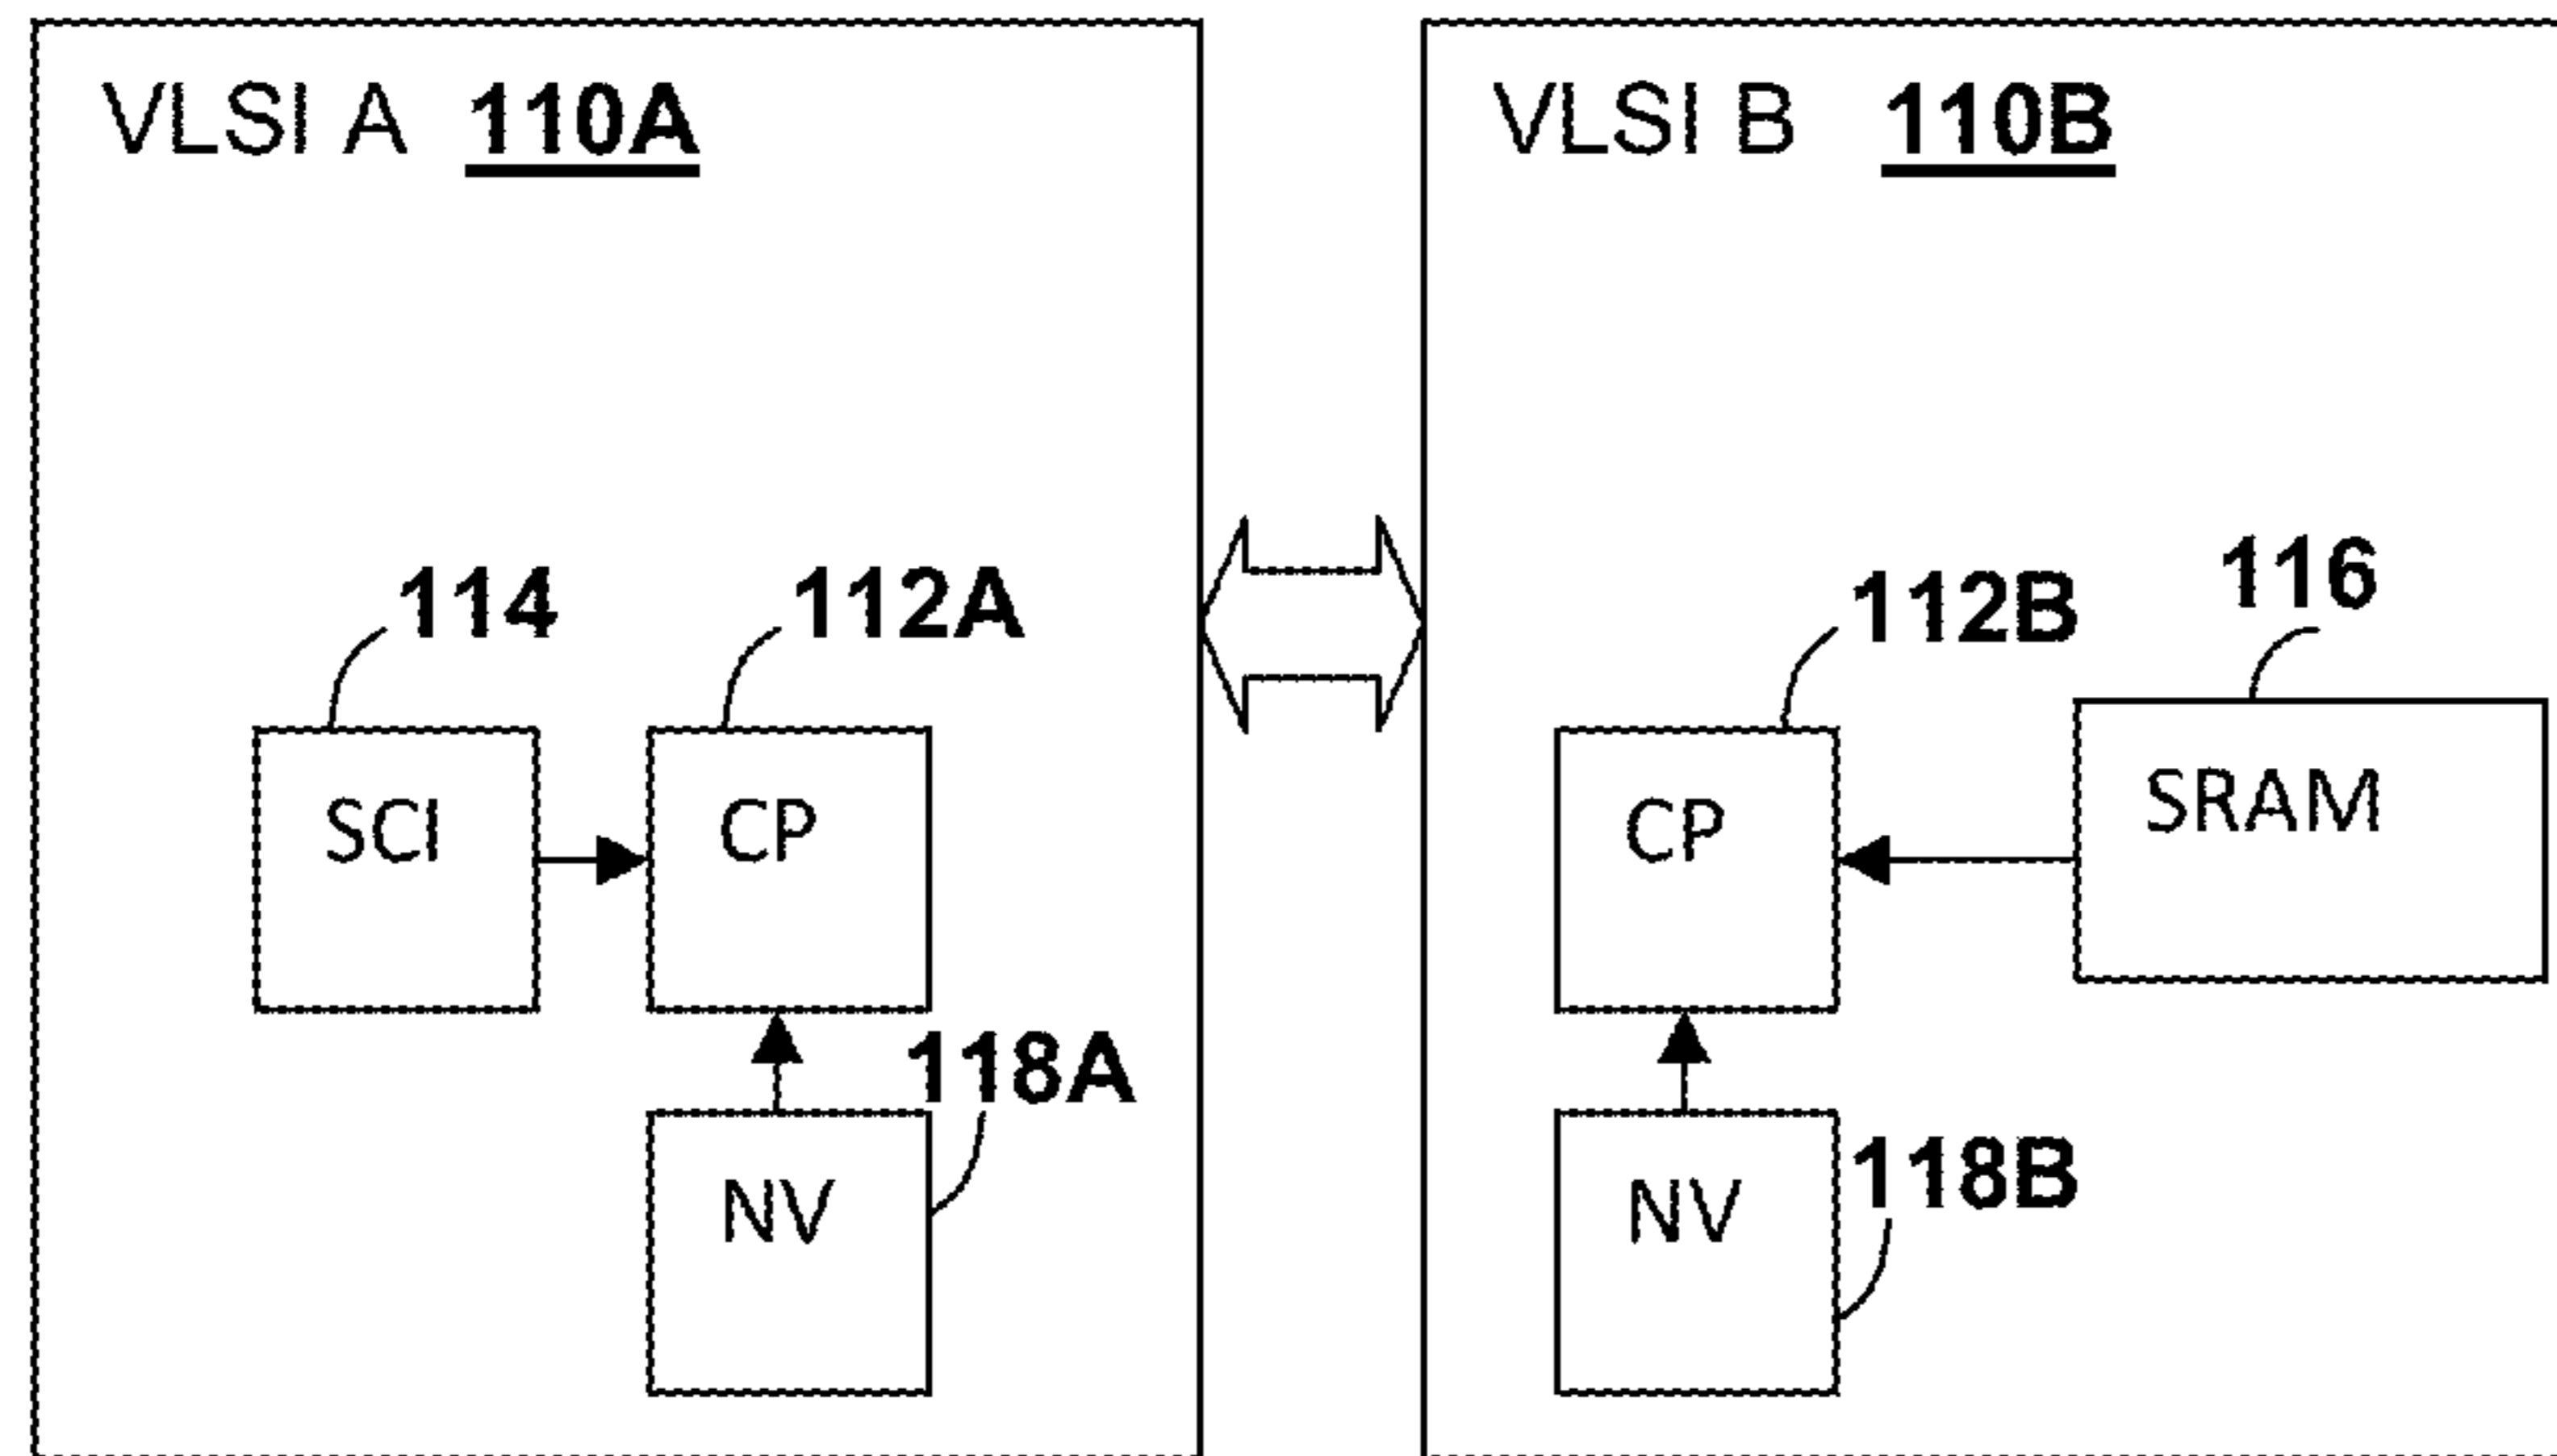 VLSI A 110A
114
112A
SCI
CP
118A
NV
VLSI B 110B
112B
116
CP
SRAM
118B
NV